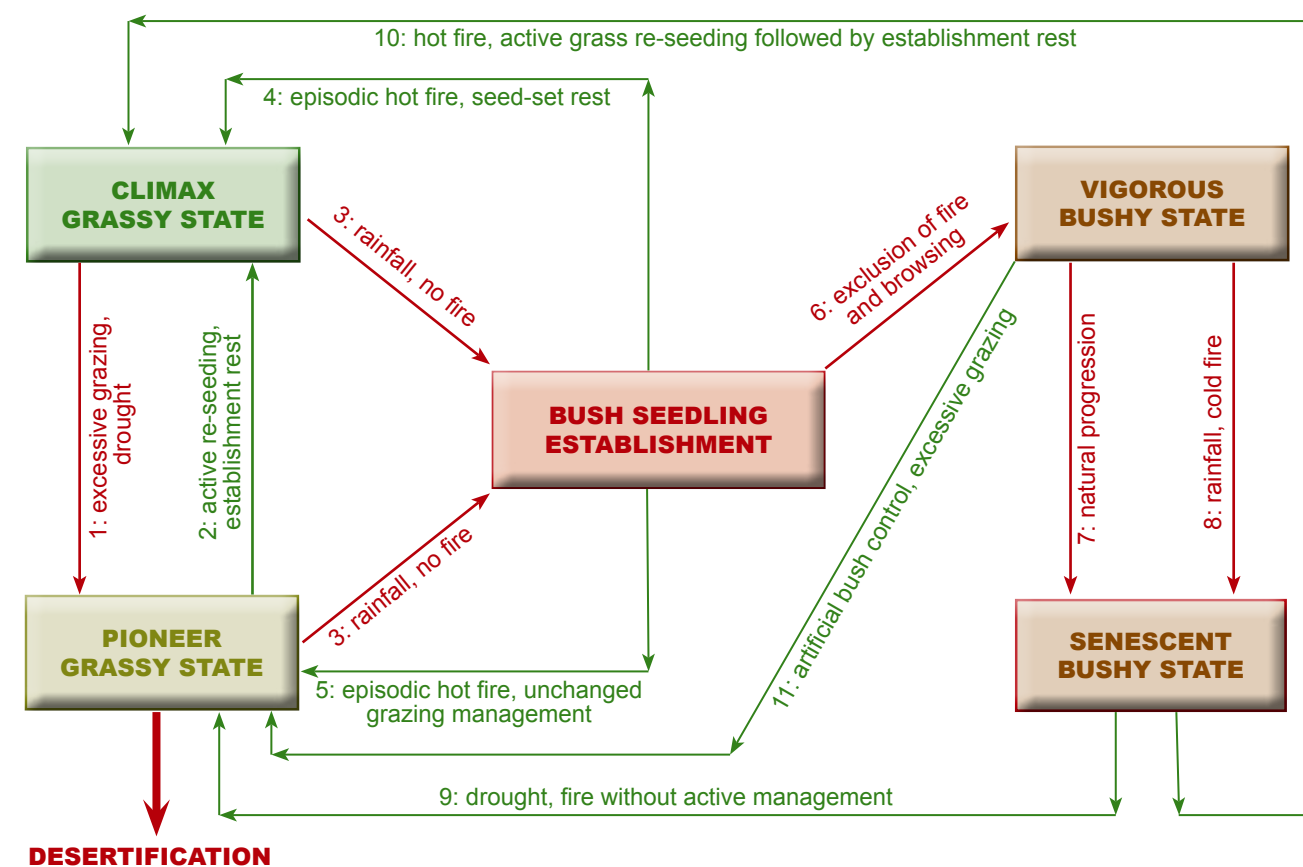 10: hot fire, active grass re-seeding followed by establishment rest
4: episodic hot fire, seed-set rest
CLIMAX
GRASSY STATE
VIGOROUS
BUSHY STATE
3: rainfall, no fire
6: exclusion of fire
and browsing
1: excessive grazing,
drought
2: active re-seeding,
establishment rest
BUSH SEEDLING
ESTABLISHMENT
11: artificial bush control, excessive grazing
7: natural progression
8: rainfall, cold fire
3: rainfall, no fire
PIONEER
GRASSY STATE
SENESCENT
BUSHY STATE
5: episodic hot fire, unchanged
grazing management
9: drought, fire without active management
DESERTIFICATION